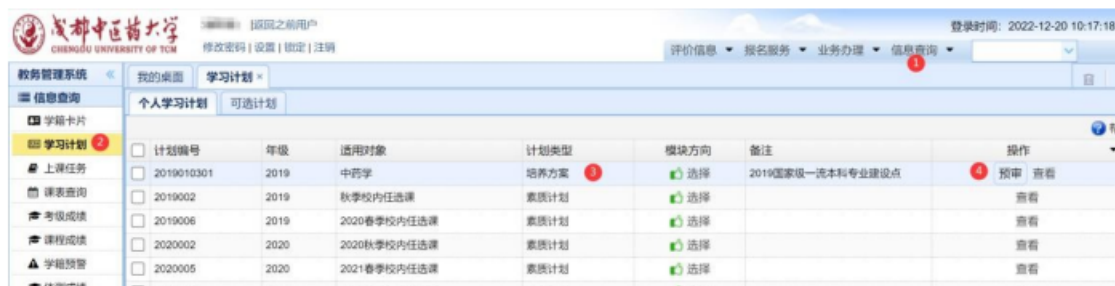 成都中医药大学
CHENGDU UNIVERSITY OF TCM
|返回之前用户
修改密码 | 设置 | 锁定 | 注销
登录时间: 2022-12-20 10:17:18
评价信息 报名服务 业务办理 信息查询
1
教务管理系统 «
我的桌面 学习计划 ×
信息查询
个人学习计划 可选计划
学籍卡片
学习计划 2
上课任务
课表查询
考级成绩
课程成绩
学籍预警
计划编号 年级 适用对象 计划类型 模块方向 备注 操作
2019010301 2019 中药学 培养方案 3 选择 2019国家级一流本科专业建设点 4 预审 查看
2019002 2019 秋季校内任选课 素质计划 选择 查看
2019006 2019 2020春季校内任选课 素质计划 选择 查看
2020002 2020 2020秋季校内任选课 素质计划 选择 查看
2020005 2020 2021春季校内任选课 素质计划 选择 查看